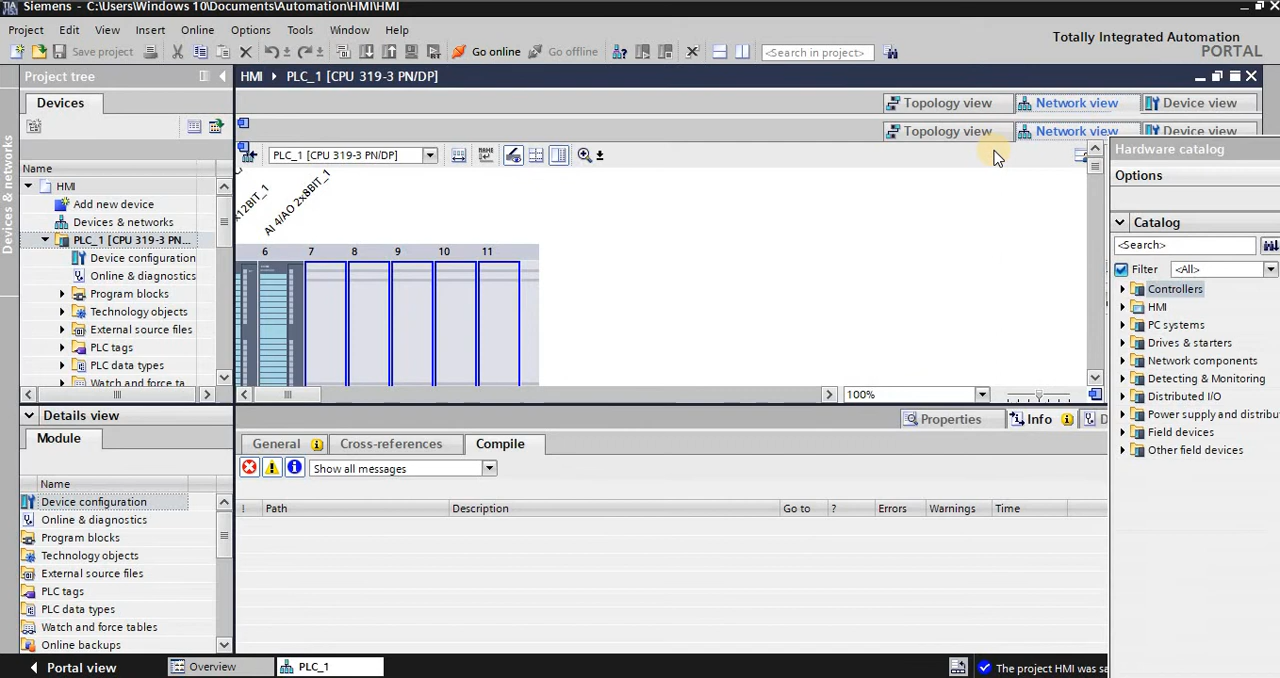 Siemens - C:\Users\Windows 10\Documents\Automation\HMI\HMI
Project Edit View Insert Online Options Tools Window Help
Totally Integrated Automation
PORTAL
Save project
Go online
Go offline
<Search in project>
Project tree
HMI PLC_1 [CPU 319-3 PN/DP]
Devices
Topology view Network view Device view
Topology view Network view Device view
Devices & networks
PLC_1 [CPU 319-3 PN/DP]
Name
HMI
Add new device
Devices & networks
PLC_1 [CPU 319-3 PN...
Device configuration
Online & diagnostics
Program blocks
Technology objects
External source files
PLC tags
PLC data types
Watch and force ta
x12BIT_1
AI 4/AO 2x8BIT_1
6 7 8 9 10 11
100%
Hardware catalog
Options
Catalog
<Search>
Filter <All>
Controllers
HMI
PC systems
Drives & starters
Network components
Detecting & Monitoring
Distributed I/O
Power supply and distribu
Field devices
Other field devices
Details view
Module
Name
Device configuration
Online & diagnostics
Program blocks
Technology objects
External source files
PLC tags
PLC data types
Watch and force tables
Online backups
Properties Info D
General Cross-references Compile
Show all messages
! Path Description Go to ? Errors Warnings Time
Portal view Overview PLC_1
The project HMI was sa